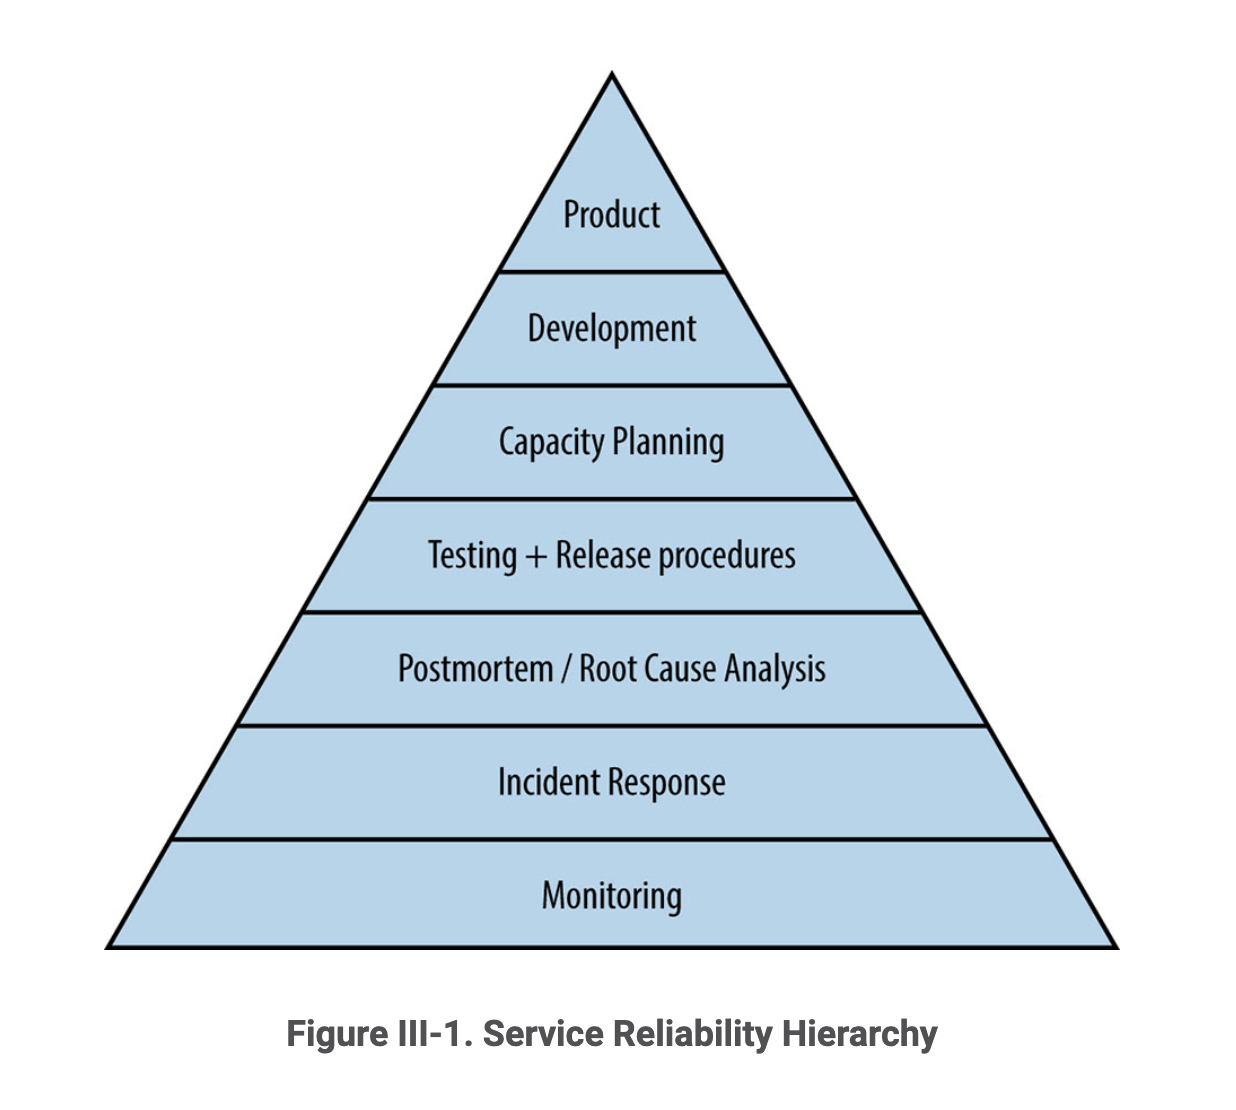 Product
Development
Capacity Planning
Testing + Release procedures
Postmortem / Root Cause Analysis
Incident Response
Monitoring
Figure III-1. Service Reliability Hierarchy